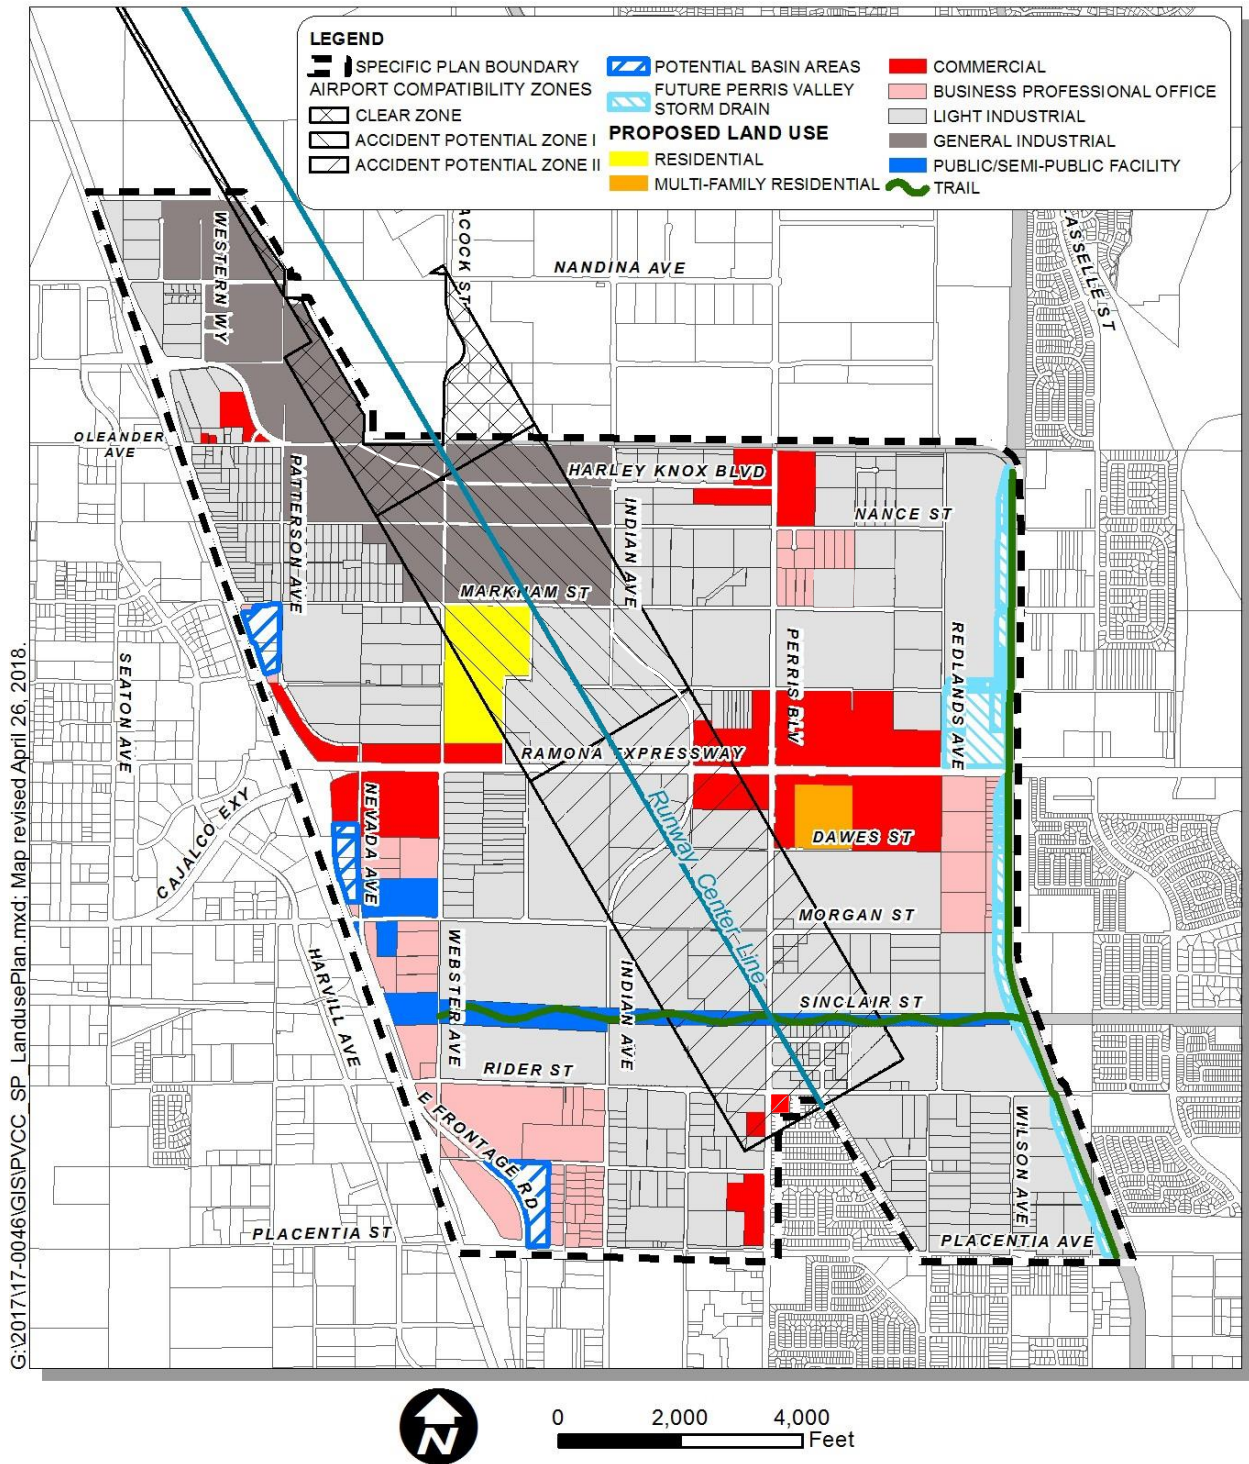 LEGEND
SPECIFIC PLAN BOUNDARY
AIRPORT COMPATIBILITY ZONES
CLEAR ZONE
ACCIDENT POTENTIAL ZONE I
ACCIDENT POTENTIAL ZONE II
POTENTIAL BASIN AREAS
FUTURE PERRIS VALLEY
STORM DRAIN
PROPOSED LAND USE
RESIDENTIAL
MULTI-FAMILY RESIDENTIAL
COMMERCIAL
BUSINESS PROFESSIONAL OFFICE
LIGHT INDUSTRIAL
GENERAL INDUSTRIAL
PUBLIC/SEMI-PUBLIC FACILITY
TRAIL
WESTERN WY
ACOCK ST
NANDINA AVE
ASSELLE ST
OLEANDER
AVE
PATTERSON AVE
HARLEY KNOX BLVD
INDIAN AVE
NANCE ST
MARKHAM ST
SEATON AVE
PERRIS BLV
REDLANDS AVE
RAMONA EXPRESSWAY
NEVADA AVE
CAJALCO EXY
Runway Center Line
DAWES ST
MORGAN ST
HARVILL AVE
WEBSTER AVE
INDIAN AVE
SINCLAIR ST
RIDER ST
E FRONTAGE RD
WILSON AVE
PLACENTIA ST
PLACENTIA AVE
G:\2017\17-0046\GIS\PVCC_SP_LandusePlan.mxd; Map revised April 26, 2018.
N
0 2,000 4,000
Feet